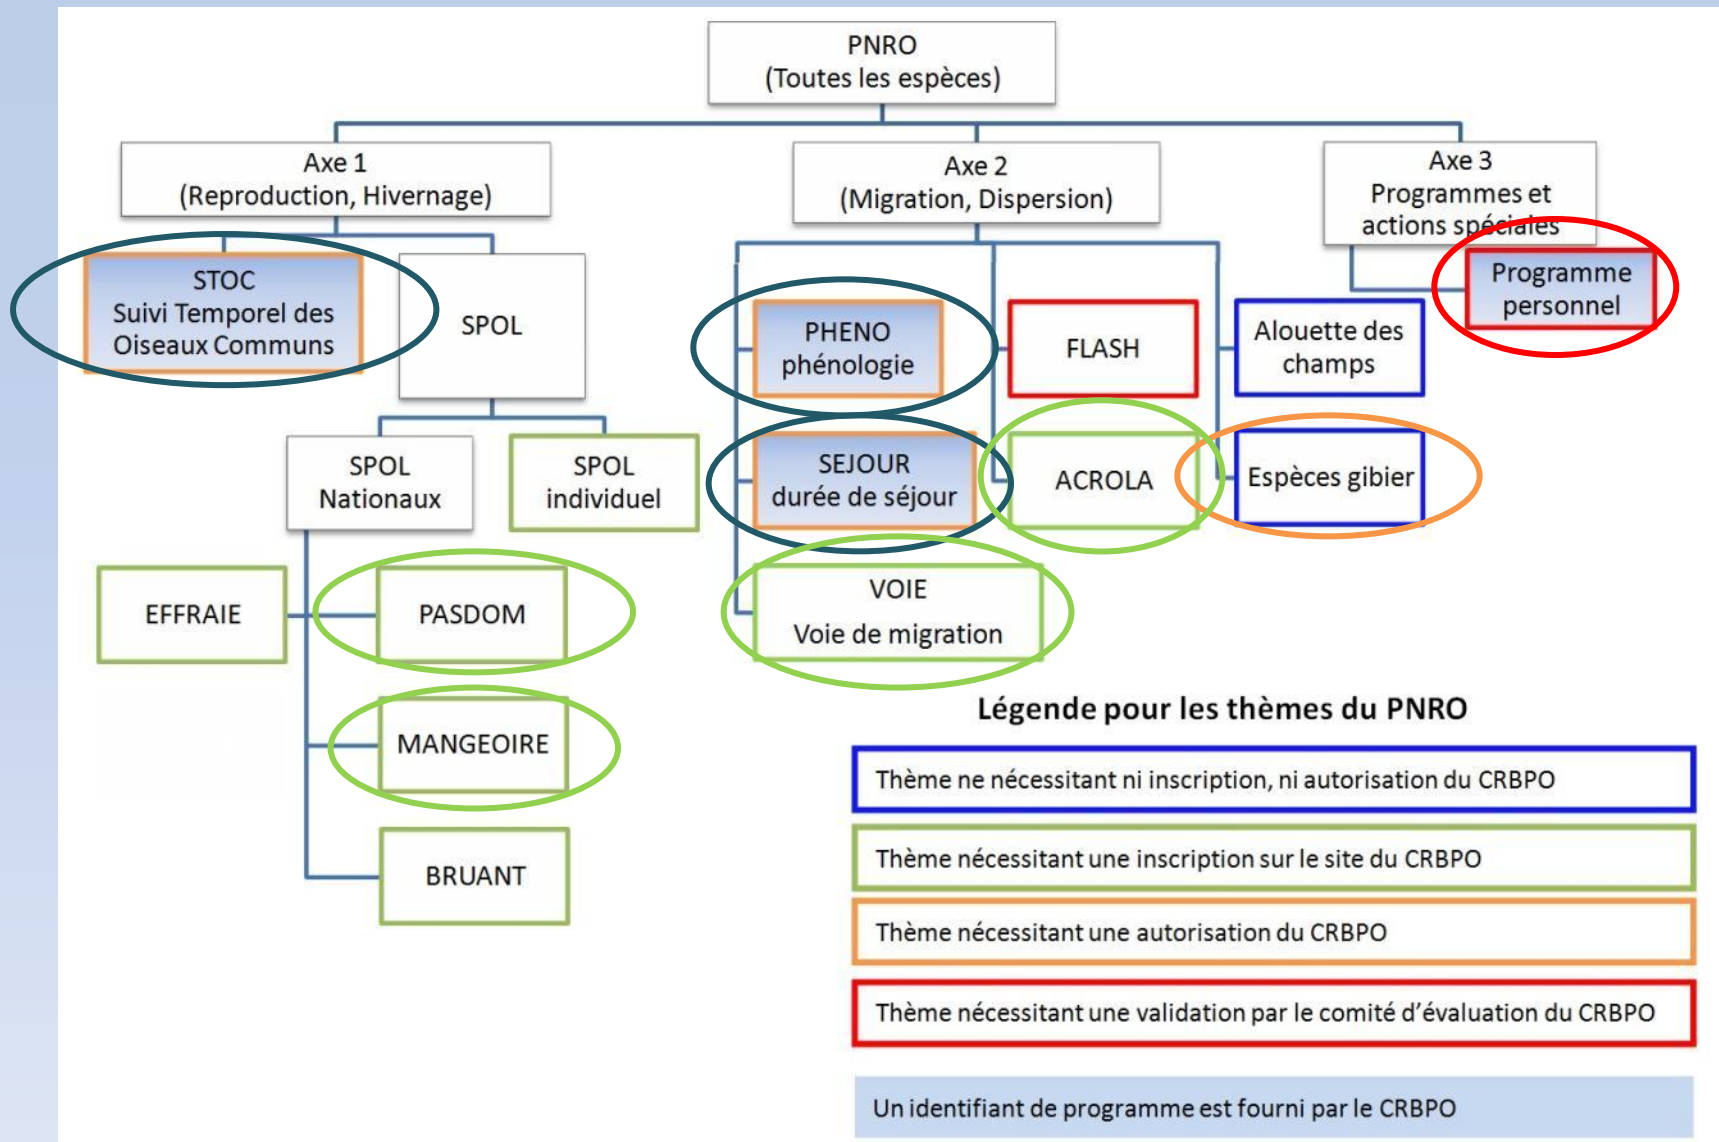 PNRO
(Toutes les espèces)
Axe 1
(Reproduction, Hivernage)
Axe 2
(Migration, Dispersion)
Axe 3
Programmes et
actions spéciales
STOC
Suivi Temporel des
Oiseaux Communs
SPOL
PHENO
phénologie
FLASH
Alouette des
champs
Programme
personnel
SPOL
Nationaux
SPOL
individuel
SEJOUR
durée de séjour
ACROLA
Espèces gibier
EFFRAIE
PASDOM
VOIE
Voie de migration
MANGEOIRE
BRUANT
Légende pour les thèmes du PNRO
Thème ne nécessitant ni inscription, ni autorisation du CRBPO
Thème nécessitant une inscription sur le site du CRBPO
Thème nécessitant une autorisation du CRBPO
Thème nécessitant une validation par le comité d’évaluation du CRBPO
Un identifiant de programme est fourni par le CRBPO